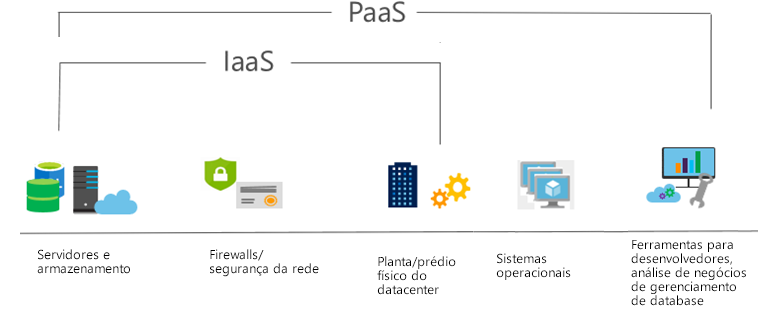 PaaS
IaaS
Servidores e
armazenamento
Firewalls/
segurança da rede
Planta/prédio
físico do
datacenter
Sistemas
operacionais
Ferramentas para
desenvolvedores,
análise de negócios
de gerenciamento
de database